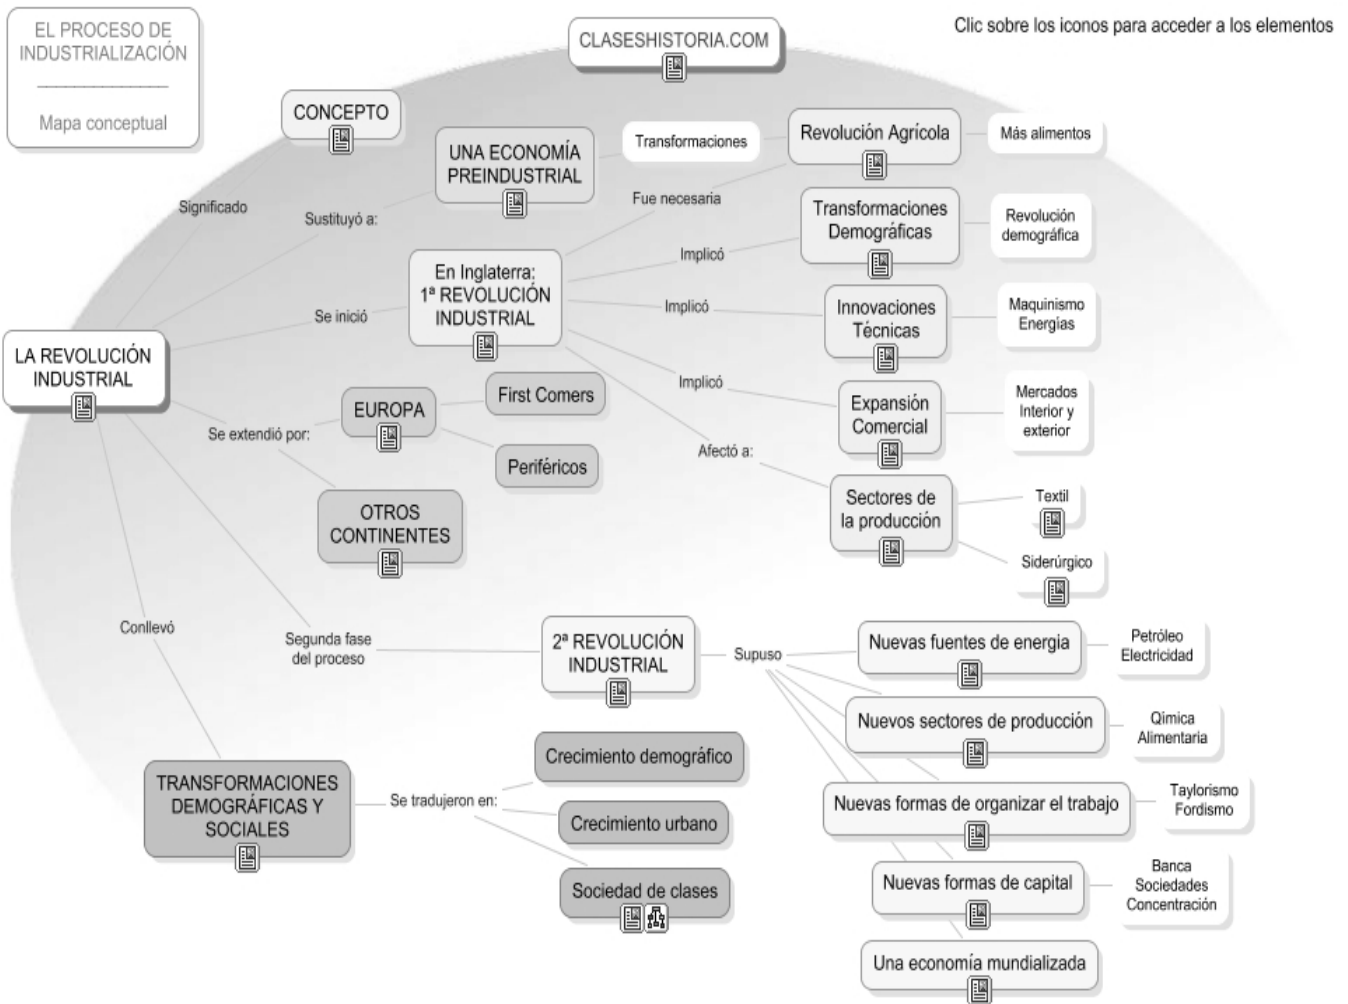 EL PROCESO DE
INDUSTRIALIZACIÓN
Mapa conceptual
CLASESHISTORIA.COM
Clic sobre los iconos para acceder a los elementos
CONCEPTO
Significado
UNA ECONOMÍA
PREINDUSTRIAL
Sustituyó a:
Transformaciones
Revolución Agrícola
Más alimentos
Fue necesaria
Transformaciones
Demográficas
Revolución
demográfica
Implicó
En Inglaterra:
1ª REVOLUCIÓN
INDUSTRIAL
Se inició
Implicó
Innovaciones
Técnicas
Maquinismo
Energías
LA REVOLUCIÓN
INDUSTRIAL
Implicó
Expansión
Comercial
Mercados
Interior y
exterior
Se extendió por:
EUROPA
First Comers
Periféricos
Afectó a:
Sectores de
la producción
Textil
Siderúrgico
OTROS
CONTINENTES
Conllevó
Segunda fase
del proceso
2ª REVOLUCIÓN
INDUSTRIAL
Supuso
Nuevas fuentes de energia
Petróleo
Electricidad
Nuevos sectores de producción
Qimica
Alimentaria
Nuevas formas de organizar el trabajo
Taylorismo
Fordismo
Nuevas formas de capital
Banca
Sociedades
Concentración
Una economía mundializada
TRANSFORMACIONES
DEMOGRÁFICAS Y
SOCIALES
Se tradujeron en:
Crecimiento demográfico
Crecimiento urbano
Sociedad de clases